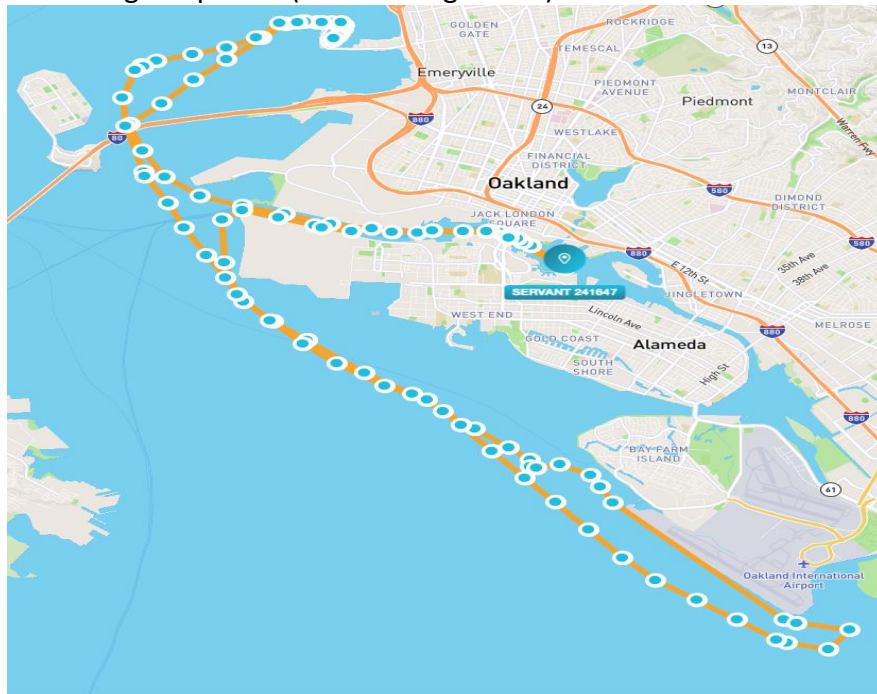 GOLDEN
GATE
ROCKRIDGE
13
TEMESCAL
Emeryville
PIEDMONT
AVENUE
MONTCLAIR
Piedmont
24
880
80
WESTLAKE
Warren Fwy
FINANCIAL
DISTRICT
Oakland
580
DIMOND
DISTRICT
JACK LONDON
SQUARE
580
880
E 12th St
35th Ave
38th Ave
SERVANT 241647
JINGLETOWN
WEST END
Lincoln Ave
880
MELROSE
GOLD COAST
Alameda
SOUTH
SHORE
High St
880
BAY FARM
ISLAND
61
Oakland International
Airport